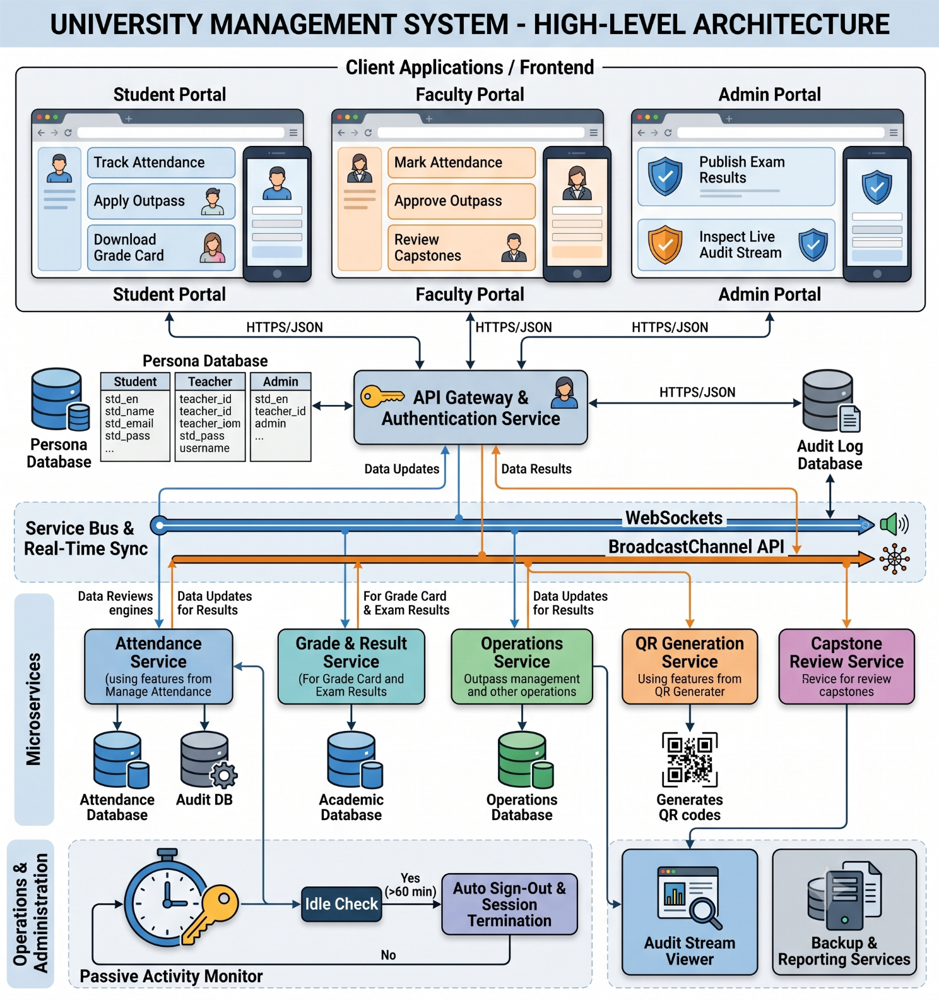 UNIVERSITY MANAGEMENT SYSTEM - HIGH-LEVEL ARCHITECTURE
Client Applications / Frontend
Student Portal
Track Attendance
Apply Outpass
Download
Grade Card
Student Portal
Faculty Portal
Mark Attendance
Approve Outpass
Review
Capstones
Faculty Portal
Admin Portal
Publish Exam
Results
Inspect Live
Audit Stream
Admin Portal
HTTPS/JSON
HTTPS/JSON
HTTPS/JSON
Persona
Database
Persona Database
Student
std_en
std_name
std_email
std_pass
...
Teacher
teacher_id
teacher_id
teacher_iom
std_pass
username
Admin
std_en
teacher_id
admin
...
API Gateway &
Authentication Service
HTTPS/JSON
Audit Log
Database
Data Updates
Data Results
Service Bus &
Real-Time Sync
WebSockets
BroadcastChannel API
Data Reviews
engines
Data Updates
for Results
For Grade Card
& Exam Results
Data Updates
for Results
Microservices
Attendance
Service
(using features from
Manage Attendance
Grade & Result
Service
(For Grade Card and
Exam Results
Operations
Service
Outpass management
and other operations
QR Generation
Service
Using features from
QR Generater
Capstone
Review Service
Revice for review
capstones
Attendance
Database
Audit DB
Academic
Database
Operations
Database
Generates
QR codes
Operations &
Administration
Idle Check
Yes
(>60 min)
Auto Sign-Out &
Session
Termination
No
Passive Activity Monitor
Audit Stream
Viewer
Backup &
Reporting Services